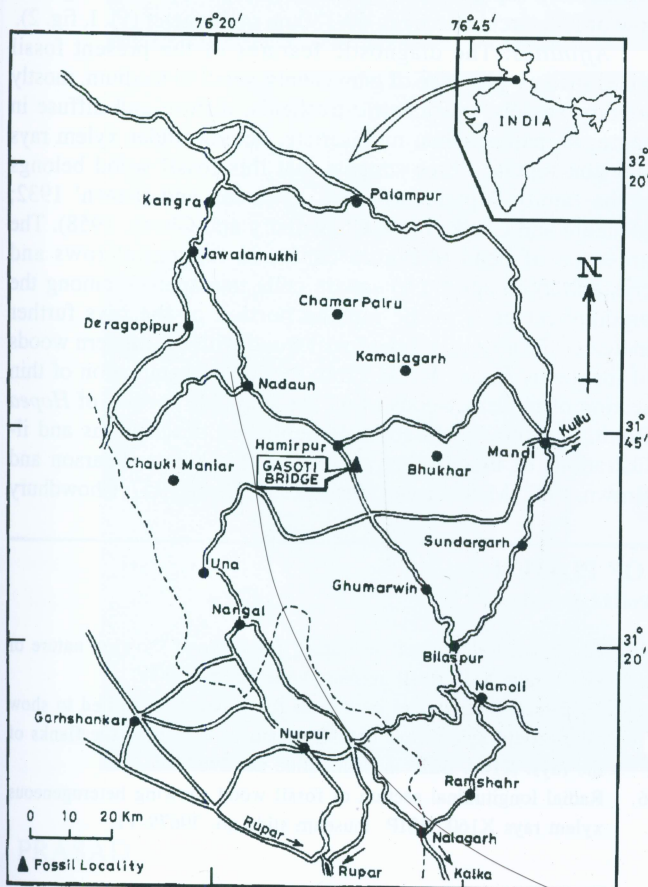 76° 20'
76° 45'
INDIA
32° 20'
Kangra
Palampur
Jawalamukhi
N
Chamar Palru
Deragopipur
Kamalagarh
Nadaun
31° 45'
Kullu
Hamirpur
Mandi
GASOTI
BRIDGE
Bhukhar
Chauki Maniar
Sundargarh
Una
Ghumarwin
Nangal
31° 20'
Bilaspur
Namoli
Garhshankar
Nurpur
Ramshahr
0 10 20 Km
Rupar
Nalagarh
▲ Fossil Locality
Rupar
Kalka